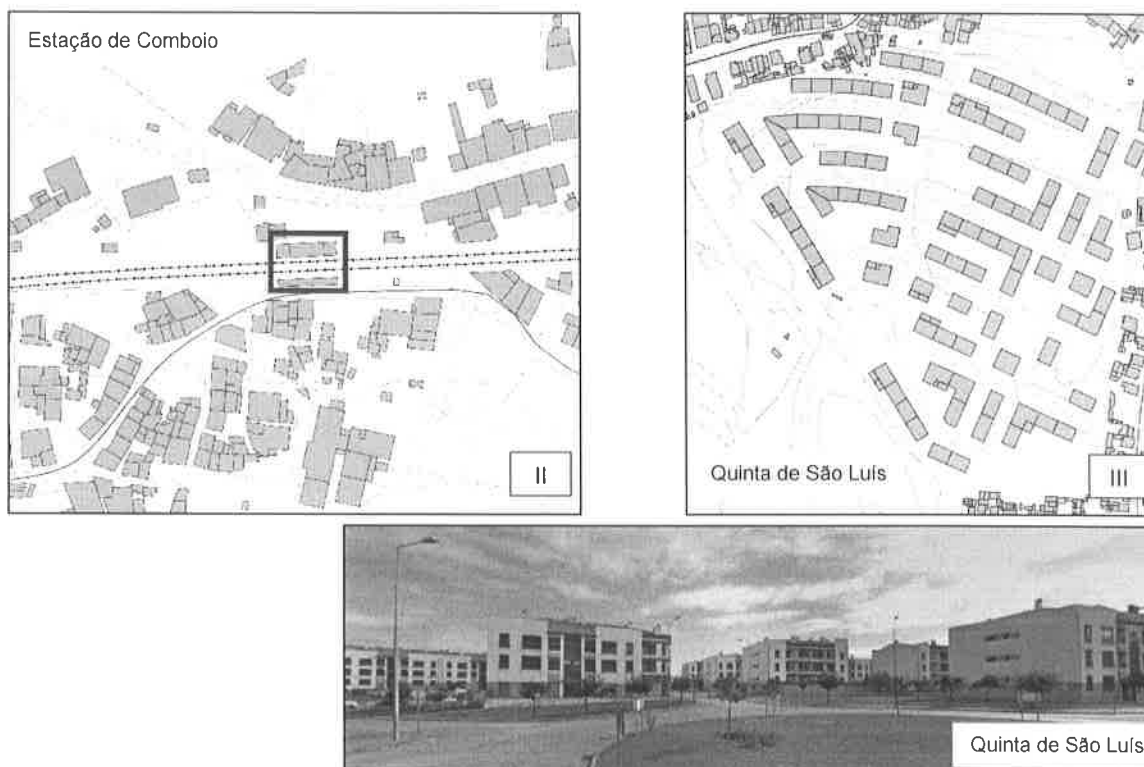 Estação de Comboio
II
Quinta de São Luís
III
Quinta de São Luís